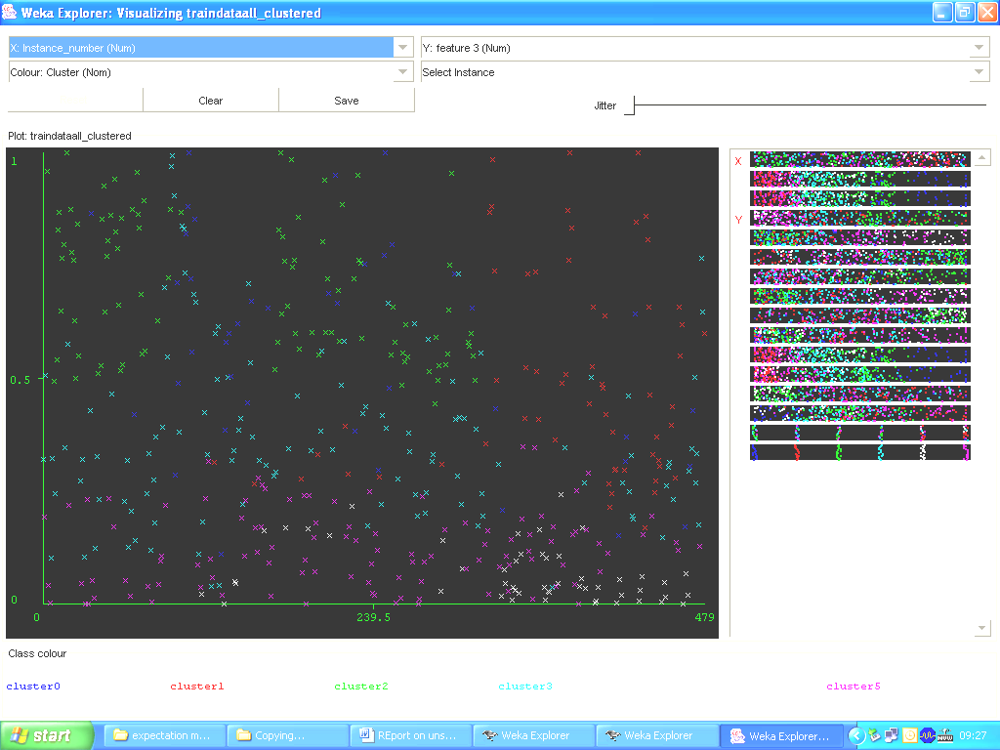 Weka Explorer: Visualizing traindataall_clustered
X: Instance_number (Num)
Y: feature 3 (Num)
Colour: Cluster (Nom)
Select Instance
Clear
Save
Jitter
Plot: traindataall_clustered
1
0.5
0
0
239.5
479
X
Y
Class colour
cluster0
cluster1
cluster2
cluster3
cluster5
start
expectation m...
Copying...
REport on uns...
Weka Explorer
Weka Explorer
Weka Explorer...
09:27